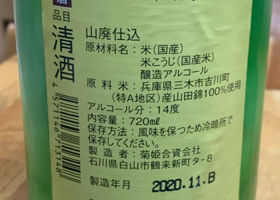 酒
品目
清酒
山廃仕込
原材料名：米（国産）
米こうじ（国産米）
醸造アルコール
原料米：兵庫県三木市吉川町
（特A地区）産山田錦100％使用
アルコール分：14度
内容量：720㎖
保存方法：風味を保つため冷暗所で
保存してください。
製造者：菊姫合資会社
石川県白山市鶴来新町タ-8
製造年月 2020.11.B
4 571146 713148